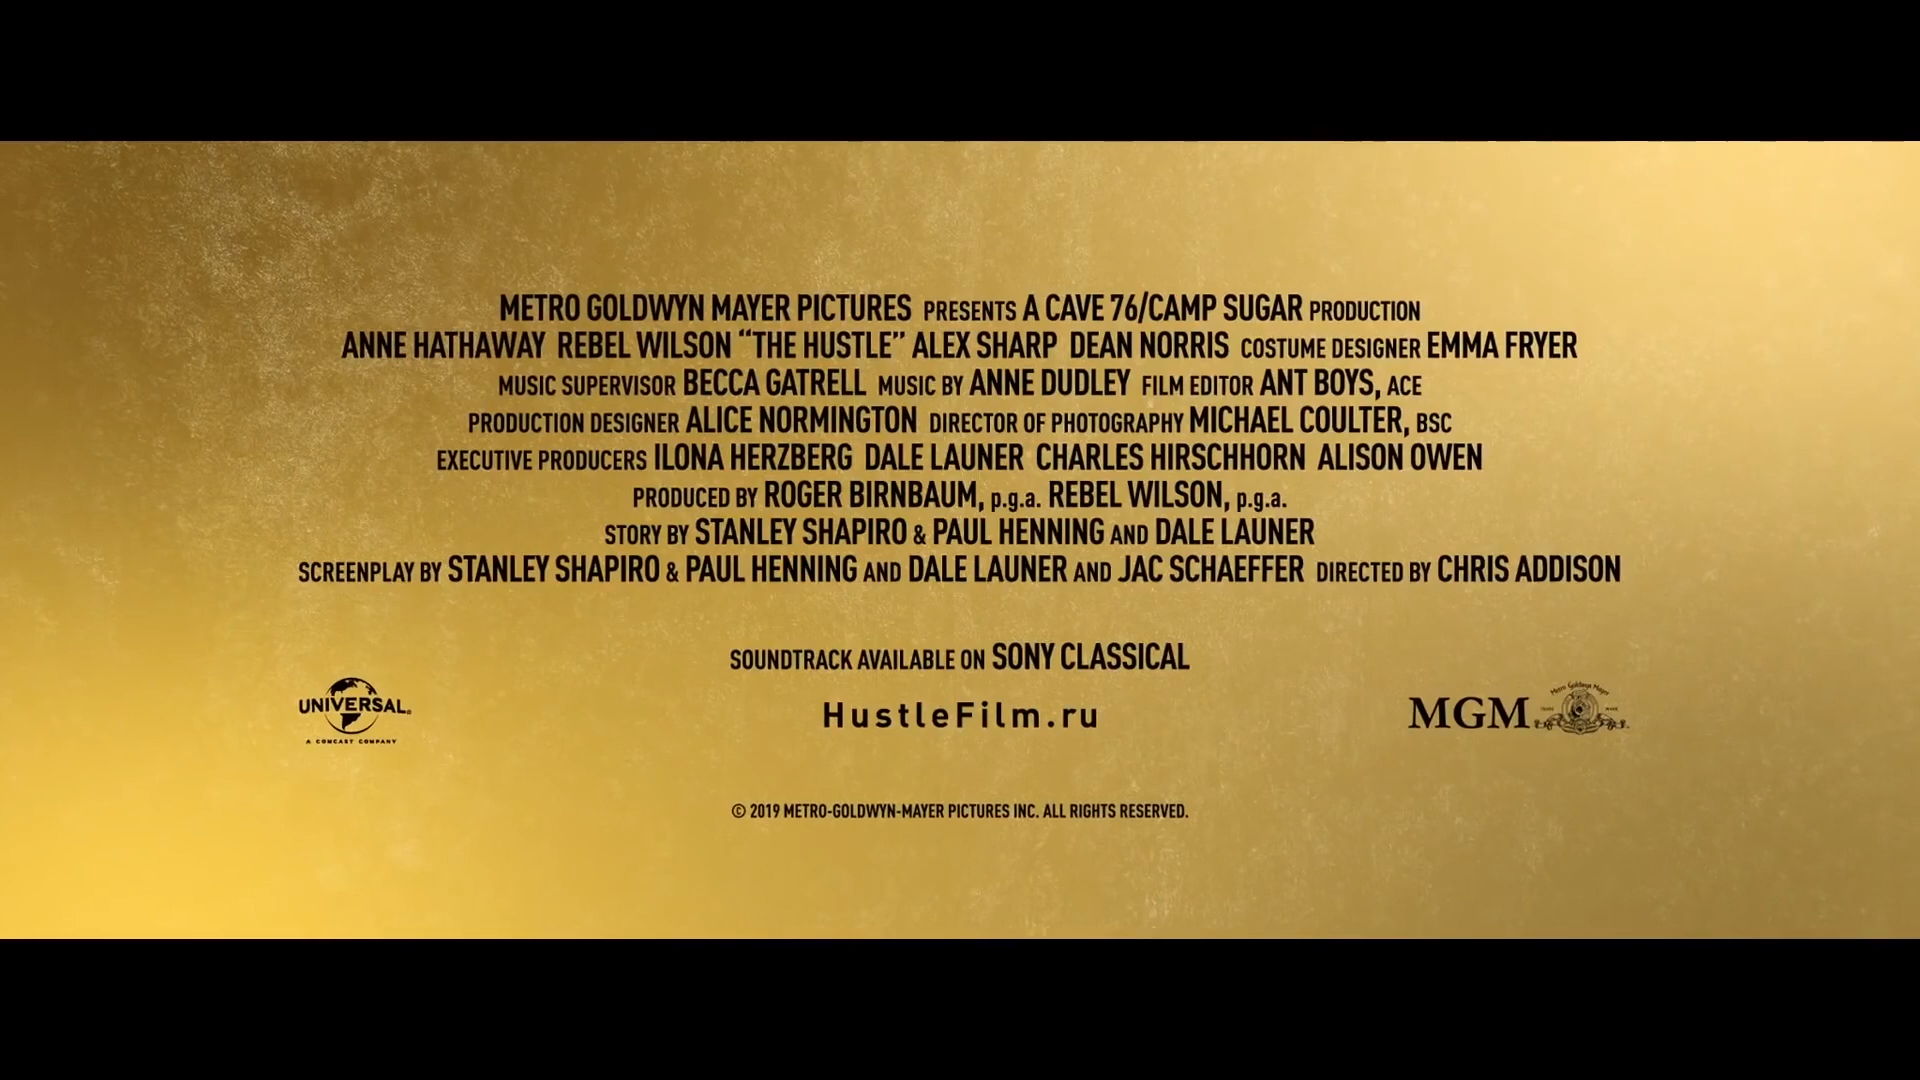 METRO GOLDWYN MAYER PICTURES PRESENTS A CAVE 76/CAMP SUGAR PRODUCTION
ANNE HATHAWAY REBEL WILSON “THE HUSTLE” ALEX SHARP DEAN NORRIS COSTUME DESIGNER EMMA FRYER
MUSIC SUPERVISOR BECCA GATRELL MUSIC BY ANNE DUDLEY FILM EDITOR ANT BOYS, ACE
PRODUCTION DESIGNER ALICE NORMINGTON DIRECTOR OF PHOTOGRAPHY MICHAEL COULTER, BSC
EXECUTIVE PRODUCERS ILONA HERZBERG DALE LAUNER CHARLES HIRSCHHORN ALISON OWEN
PRODUCED BY ROGER BIRNBAUM, p.g.a. REBEL WILSON, p.g.a.
STORY BY STANLEY SHAPIRO & PAUL HENNING AND DALE LAUNER
SCREENPLAY BY STANLEY SHAPIRO & PAUL HENNING AND DALE LAUNER AND JAC SCHAEFFER DIRECTED BY CHRIS ADDISON
SOUNDTRACK AVAILABLE ON SONY CLASSICAL
UNIVERSAL
A COMCAST COMPANY
HustleFilm.ru
Metro Goldwyn Mayer
MGM TRADE MARK
© 2019 METRO-GOLDWYN-MAYER PICTURES INC. ALL RIGHTS RESERVED.